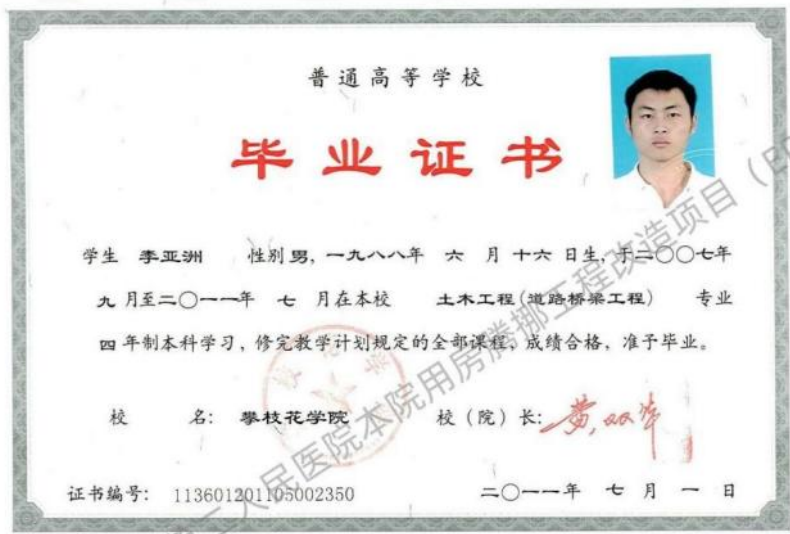 普通高等学校
毕业证书
学生 李亚洲 性别男，一九八八年 六 月 十六 日生，于二〇〇七年
九 月至二〇一一年 七 月在本校 土木工程(道路桥梁工程) 专业
四 年制本科学习，修完教学计划规定的全部课程，成绩合格，准予毕业。
校 名： 攀枝花学院 校（院）长：
证书编号： 113601201105002350 二〇一一年 七 月 一 日
人民医院本院用房腾挪工程改造项目（EP